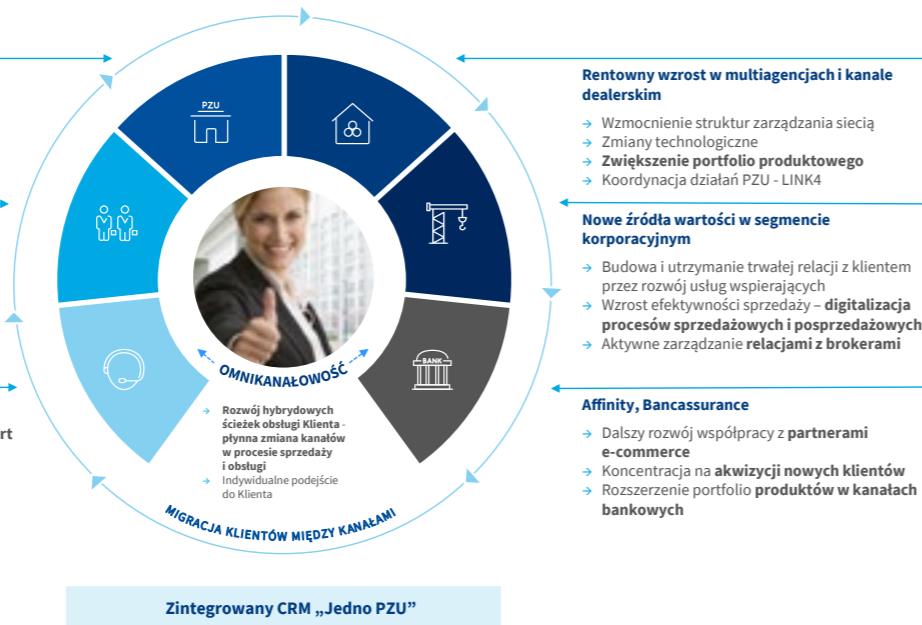 PZU
BANK
OMNIKANAŁOWOŚĆ
→ Rozwój hybrydowych
ścieżek obsługi Klienta -
płynna zmiana kanałów
w procesie sprzedaży
i obsługi
→ Indywidualne podejście
do Klienta
MIGRACJA KLIENTÓW MIĘDZY KANAŁAMI
rt
Rentowny wzrost w multiagencjach i kanale
dealerskim
→ Wzmocnienie struktur zarządzania siecią
→ Zmiany technologiczne
→ Zwiększenie portfolio produktowego
→ Koordynacja działań PZU - LINK4
Nowe źródła wartości w segmencie
korporacyjnym
→ Budowa i utrzymanie trwałej relacji z klientem
przez rozwój usług wspierających
→ Wzrost efektywności sprzedaży – digitalizacja
procesów sprzedażowych i posprzedażowych
→ Aktywne zarządzanie relacjami z brokerami
Affinity, Bancassurance
→ Dalszy rozwój współpracy z partnerami
e-commerce
→ Koncentracja na akwizycji nowych klientów
→ Rozszerzenie portfolio produktów w kanałach
bankowych
Zintegrowany CRM „Jedno PZU”